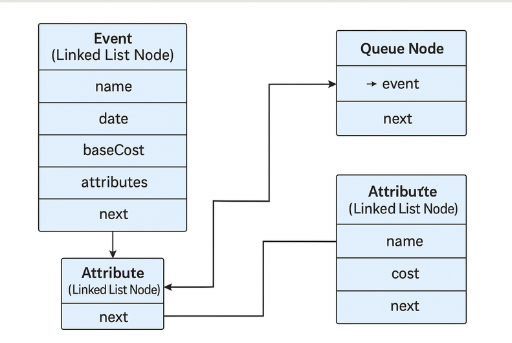 Event
(Linked List Node)
name
date
baseCost
attributes
next
Attribute
(Linked List Node)
next
Queue Node
→ event
next
(Linked List Node)
name
cost
next